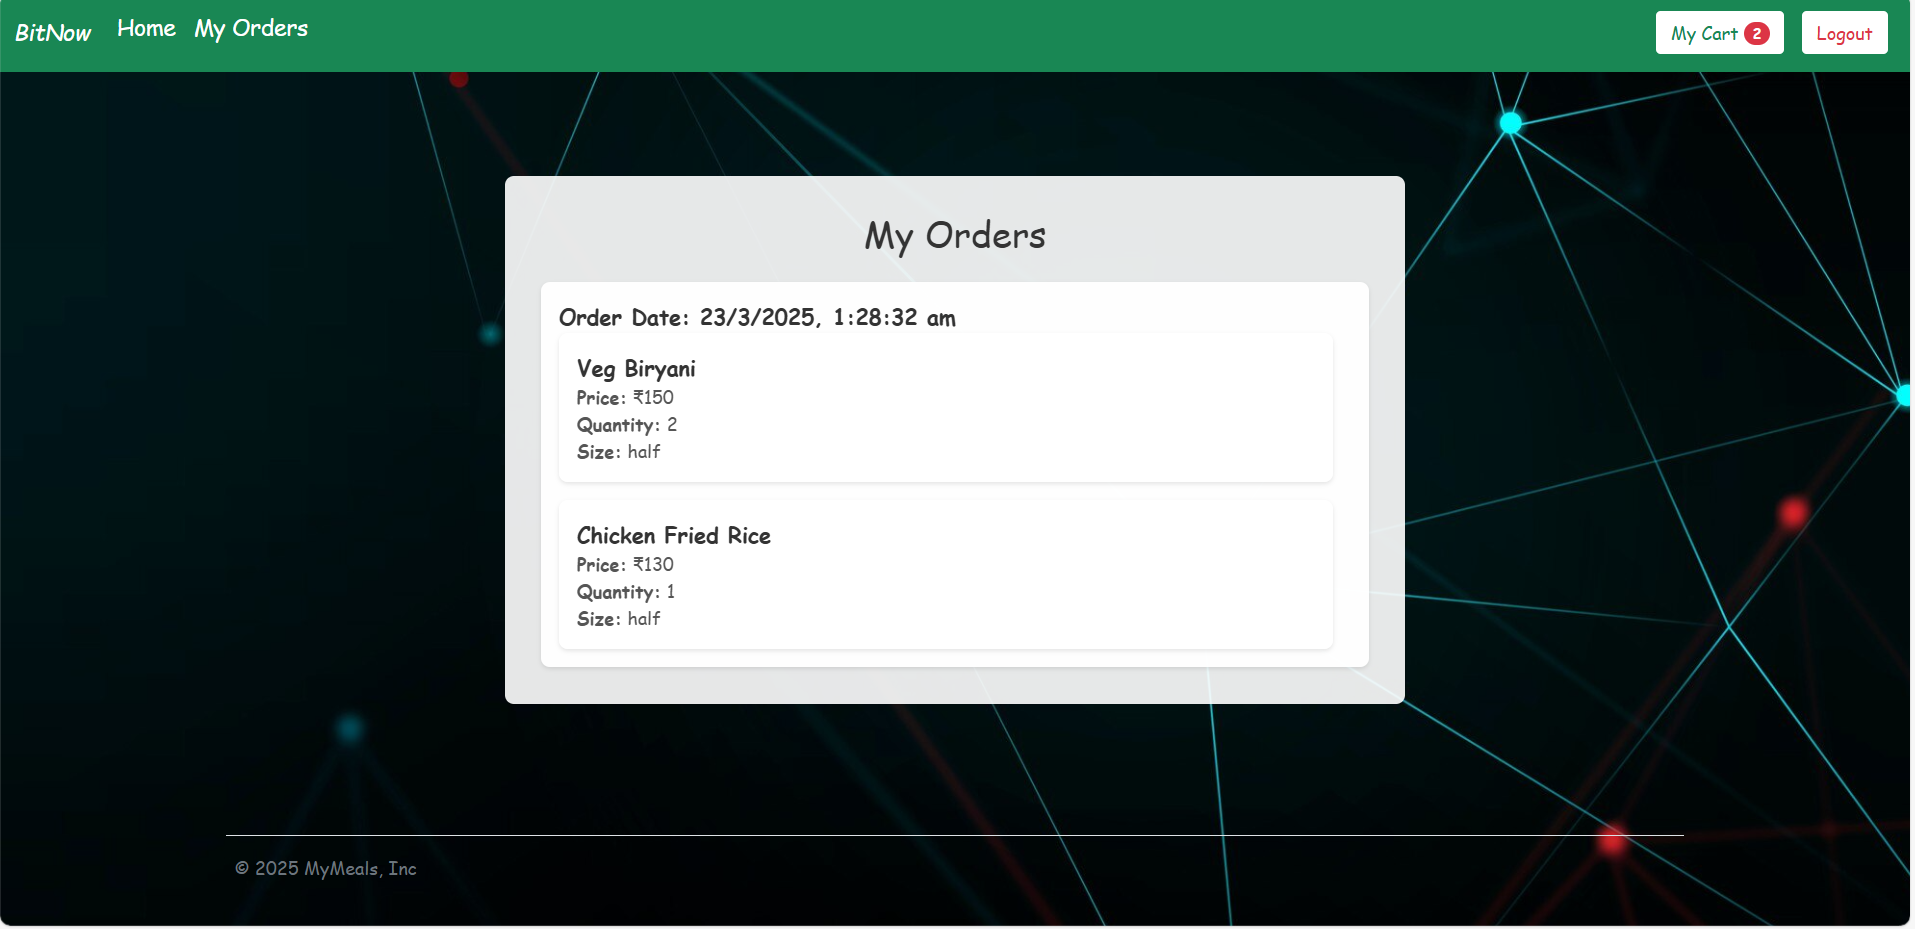 BitNow Home My Orders My Cart 2 Logout
My Orders
Order Date: 23/3/2025, 1:28:32 am
Veg Biryani
Price: ₹150
Quantity: 2
Size: half
Chicken Fried Rice
Price: ₹130
Quantity: 1
Size: half
© 2025 MyMeals, Inc